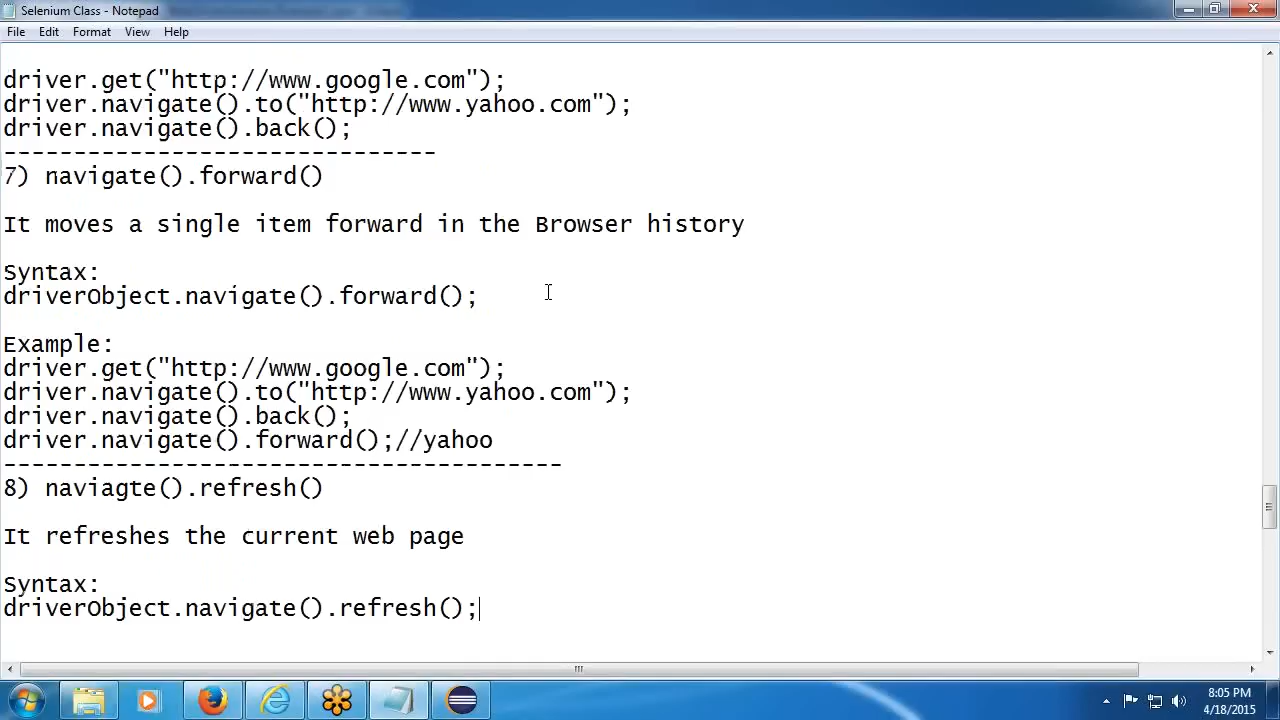 Selenium Class - Notepad
File Edit Format View Help
driver.get("http://www.google.com");
driver.navigate().to("http://www.yahoo.com");
driver.navigate().back();
-------------------------------
7) navigate().forward()
It moves a single item forward in the Browser history
Syntax:
driverObject.navigate().forward();
Example:
driver.get("http://www.google.com");
driver.navigate().to("http://www.yahoo.com");
driver.navigate().back();
driver.navigate().forward();//yahoo
----------------------------------------
8) naviagte().refresh()
It refreshes the current web page
Syntax:
driverObject.navigate().refresh();
8:05 PM
4/18/2015